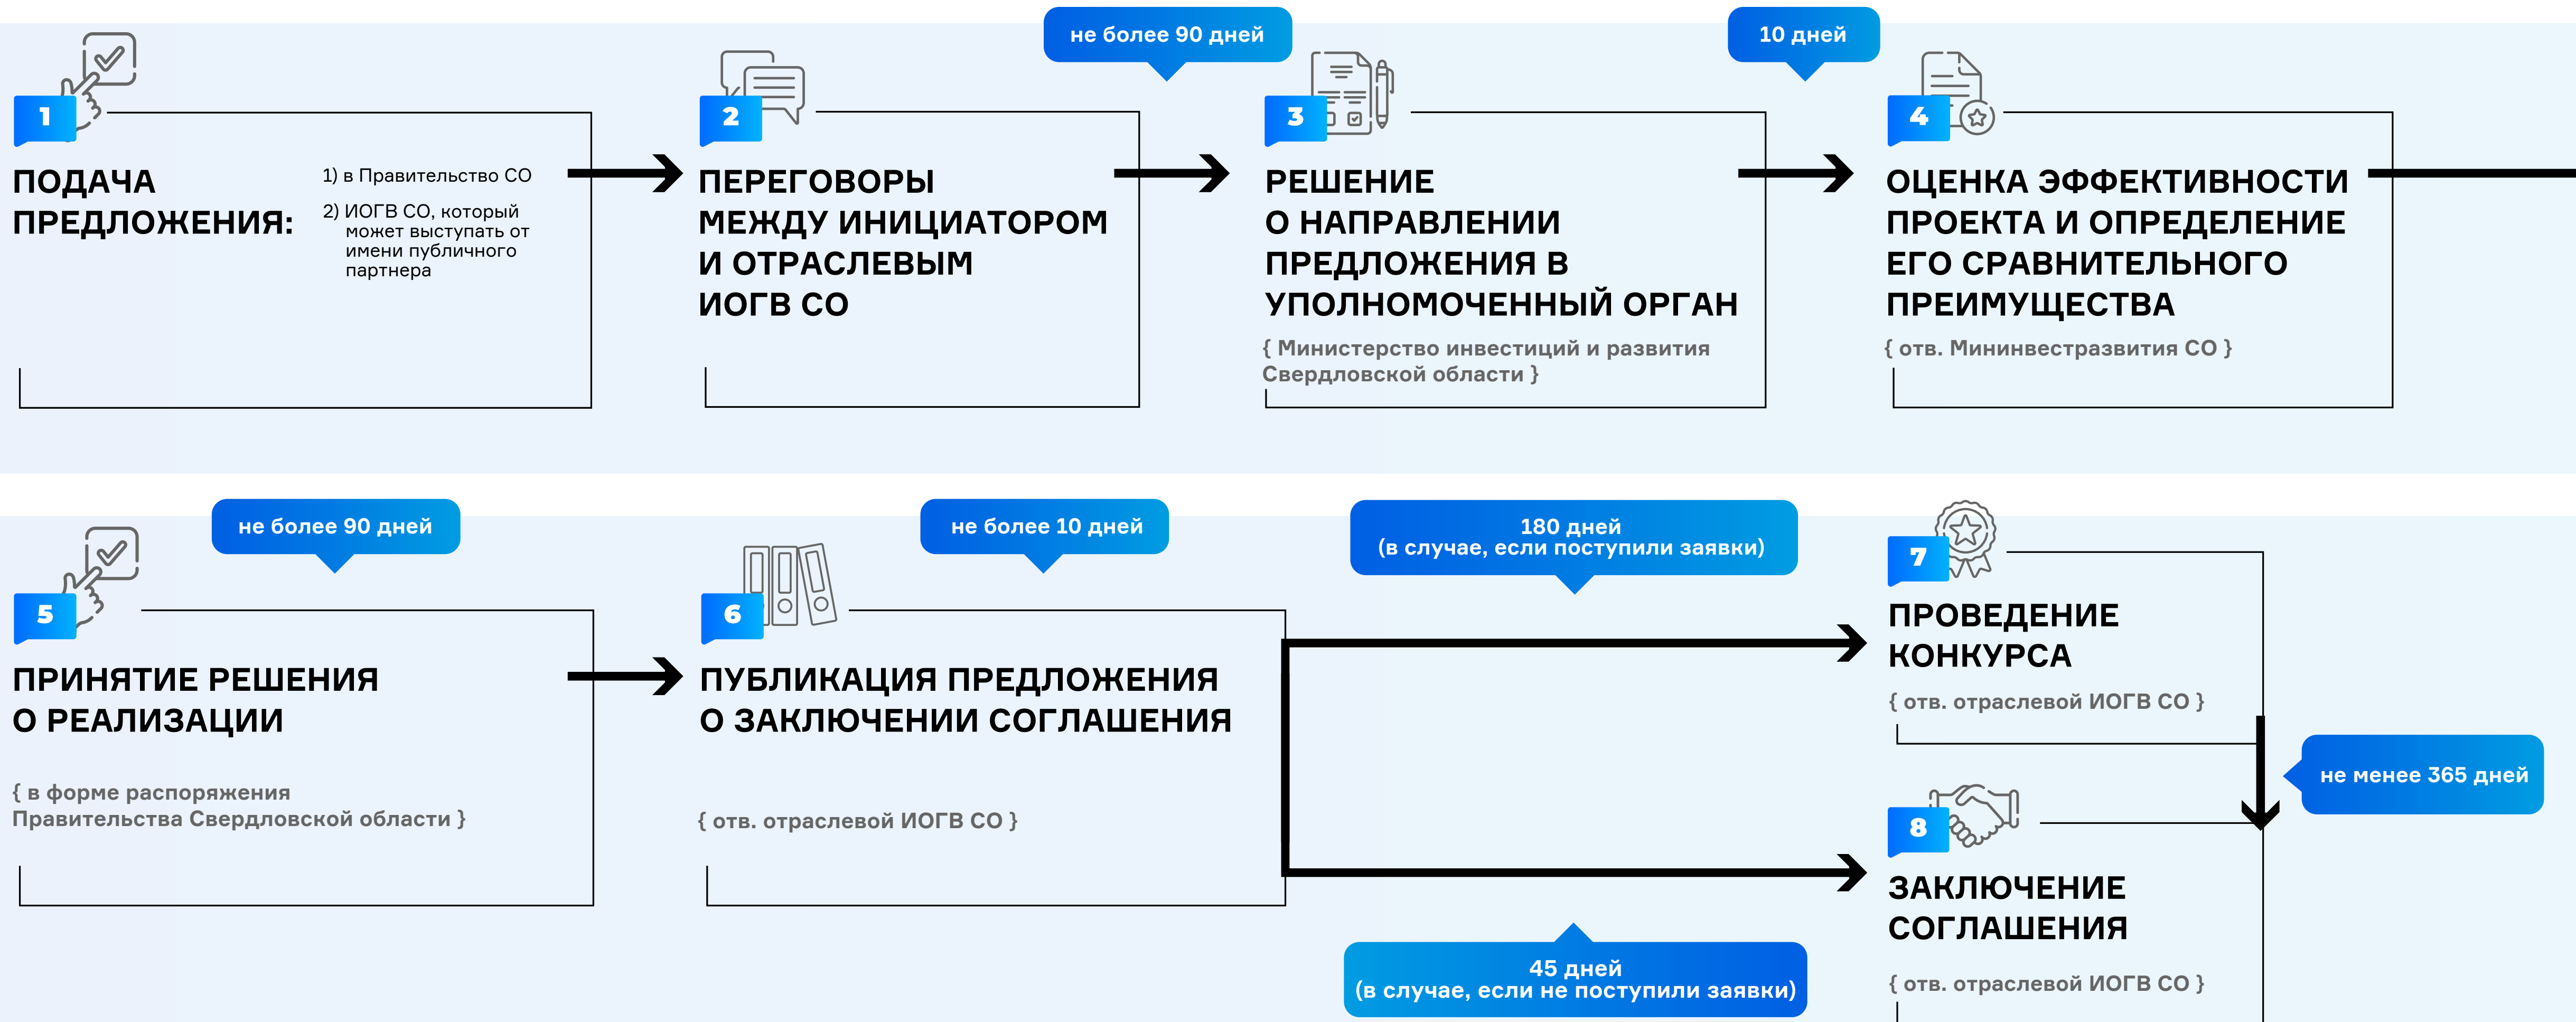 не более 90 дней
10 дней
1
ПОДАЧА
ПРЕДЛОЖЕНИЯ:
1) в Правительство СО
2) ИОГВ СО, который
может выступать от
имени публичного
партнера
2
ПЕРЕГОВОРЫ
МЕЖДУ ИНИЦИАТОРОМ
И ОТРАСЛЕВЫМ
ИОГВ СО
3
РЕШЕНИЕ
О НАПРАВЛЕНИИ
ПРЕДЛОЖЕНИЯ В
УПОЛНОМОЧЕННЫЙ ОРГАН
{ Министерство инвестиций и развития
Свердловской области }
4
ОЦЕНКА ЭФФЕКТИВНОСТИ
ПРОЕКТА И ОПРЕДЕЛЕНИЕ
ЕГО СРАВНИТЕЛЬНОГО
ПРЕИМУЩЕСТВА
{ отв. Мининвестразвития СО }
не более 90 дней
5
ПРИНЯТИЕ РЕШЕНИЯ
О РЕАЛИЗАЦИИ
{ в форме распоряжения
Правительства Свердловской области }
не более 10 дней
6
ПУБЛИКАЦИЯ ПРЕДЛОЖЕНИЯ
О ЗАКЛЮЧЕНИИ СОГЛАШЕНИЯ
{ отв. отраслевой ИОГВ СО }
180 дней
(в случае, если поступили заявки)
7
ПРОВЕДЕНИЕ
КОНКУРСА
{ отв. отраслевой ИОГВ СО }
не менее 365 дней
8
ЗАКЛЮЧЕНИЕ
СОГЛАШЕНИЯ
{ отв. отраслевой ИОГВ СО }
45 дней
(в случае, если не поступили заявки)